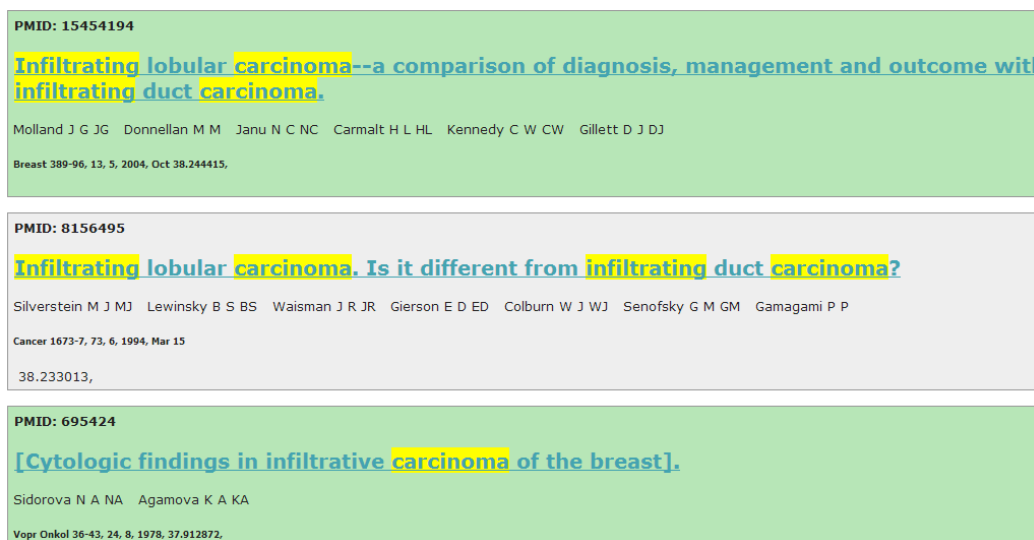 PMID: 15454194
Infiltrating lobular carcinoma--a comparison of diagnosis, management and outcome with
infiltrating duct carcinoma.
Molland J G JG Donnellan M M Janu N C NC Carmalt H L HL Kennedy C W CW Gillett D J DJ
Breast 389-96, 13, 5, 2004, Oct 38.244415,
PMID: 8156495
Infiltrating lobular carcinoma. Is it different from infiltrating duct carcinoma?
Silverstein M J MJ Lewinsky B S BS Waisman J R JR Gierson E D ED Colburn W J WJ Senofsky G M GM Gamagami P P
Cancer 1673-7, 73, 6, 1994, Mar 15
38.233013,
PMID: 695424
[Cytologic findings in infiltrative carcinoma of the breast].
Sidorova N A NA Agamova K A KA
Vopr Onkol 36-43, 24, 8, 1978, 37.912872,